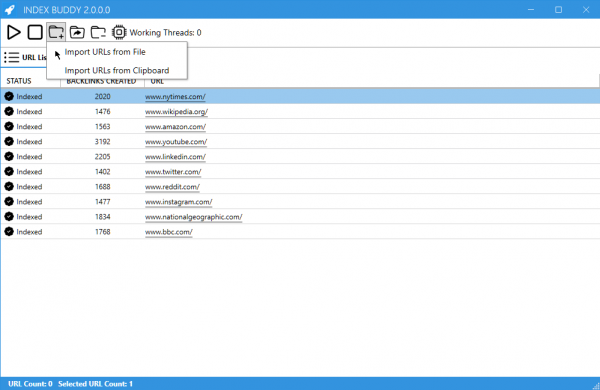 INDEX BUDDY 2.0.0.0
Working Threads: 0
Import URLs from File
URL Lis
Import URLs from Clipboard
STATUS BACKLINKS CREATED URL
Indexed 2020 www.nytimes.com/
Indexed 1476 www.wikipedia.org/
Indexed 1563 www.amazon.com/
Indexed 3192 www.youtube.com/
Indexed 2205 www.linkedin.com/
Indexed 1402 www.twitter.com/
Indexed 1688 www.reddit.com/
Indexed 1477 www.instagram.com/
Indexed 1834 www.nationalgeographic.com/
Indexed 1768 www.bbc.com/
URL Count: 0 Selected URL Count: 1